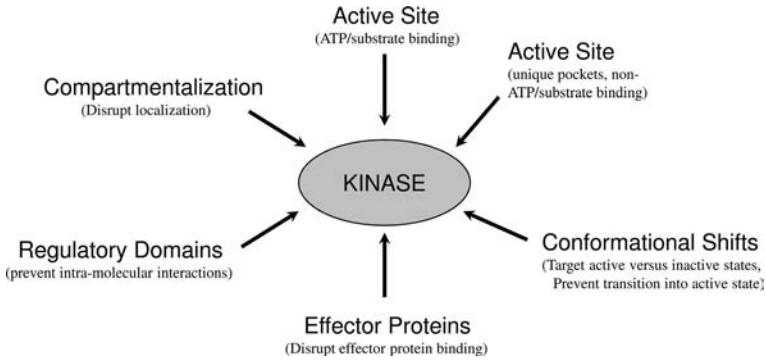 Active Site
(ATP/substrate binding)
Active Site
(unique pockets, non-
ATP/substrate binding)
Compartmentalization
(Disrupt localization)
KINASE
Regulatory Domains
(prevent intra-molecular interactions)
Conformational Shifts
(Target active versus inactive states,
Prevent transition into active state)
Effector Proteins
(Disrupt effector protein binding)